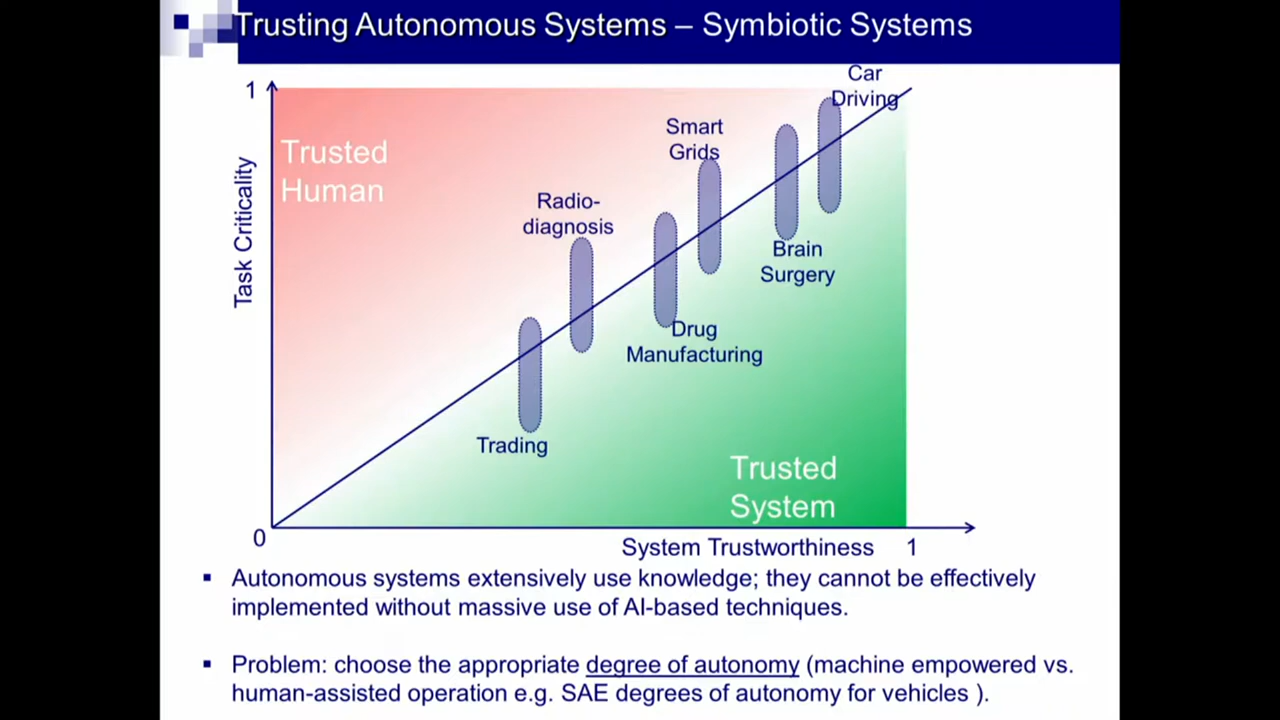 Trusting Autonomous Systems – Symbiotic Systems
1
Task Criticality
Trusted
Human
Car
Driving
Smart
Grids
Radio-
diagnosis
Brain
Surgery
Drug
Manufacturing
Trading
Trusted
System
0
System Trustworthiness
1
▪ Autonomous systems extensively use knowledge; they cannot be effectively
implemented without massive use of AI-based techniques.
▪ Problem: choose the appropriate degree of autonomy (machine empowered vs.
human-assisted operation e.g. SAE degrees of autonomy for vehicles ).